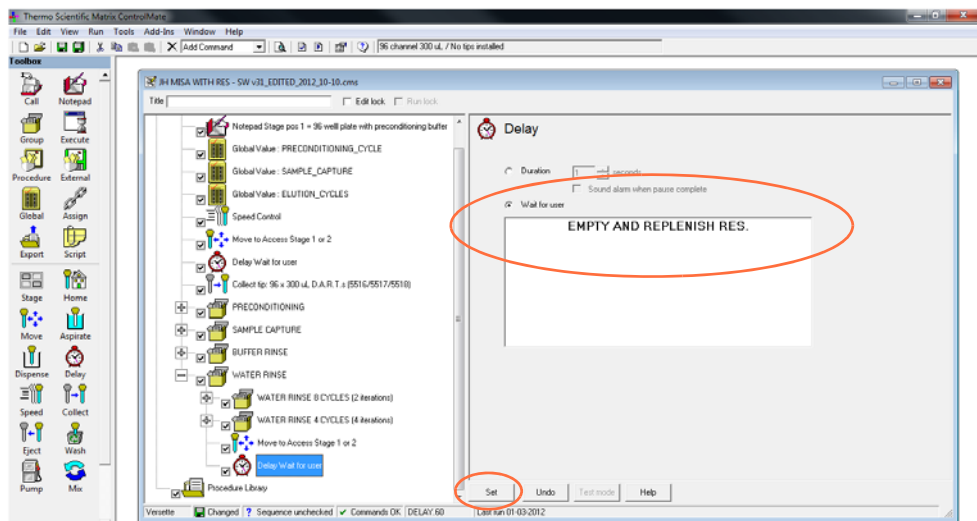 Thermo Scientific Matrix ControlMate
File Edit View Run Tools Add-Ins Window Help
Add Command 96 channel 300 uL / No tips installed
Toolbox
Call Notepad
Group Execute
Procedure External
Global Assign
Export Script
Stage Home
Move Aspirate
Dispense Delay
Speed Collect
Eject Wash
Pump Mix
JH MISA WITH RES - SW v31_EDITED_2012_10-10.cms
Title Edit lock Run lock
Notepad Stage pos 1 = 96 well plate with preconditioning buffer
Global Value : PRECONDITIONING_CYCLE
Global Value : SAMPLE_CAPTURE
Global Value : ELUTION_CYCLES
Speed Control
Move to Access Stage 1 or 2
Delay Wait for user
Collect tip: 96 x 300 uL D.A.R.T.s (5516/5517/5518)
PRECONDITIONING
SAMPLE CAPTURE
BUFFER RINSE
WATER RINSE
WATER RINSE 8 CYCLES (2 iterations)
WATER RINSE 4 CYCLES (4 iterations)
Move to Access Stage 1 or 2
Delay Wait for user
Procedure Library
Delay
Duration 1 seconds
Sound alarm when pause complete
Wait for user
EMPTY AND REPLENISH RES.
Set Undo Test mode Help
Versette Changed ? Sequence unchecked Commands OK DELAY.60 Last run 01-03-2012